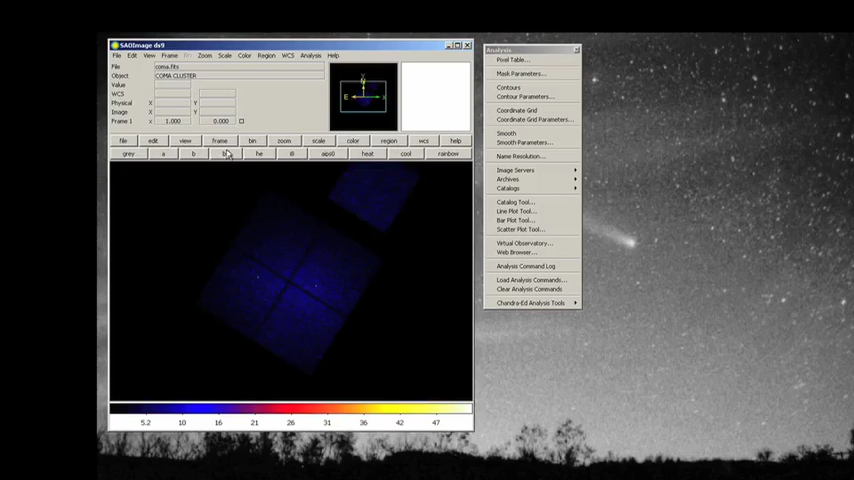 SAOImage ds9
File Edit View Frame Zoom Scale Color Region WCS Analysis Help
File coma.fits
Object COMA CLUSTER
Value
WCS
Physical X Y
Image X Y
Frame 1 x 1.000 0.000
N
E X
file edit view frame bin zoom scale color region wcs help
grey a b he i8 aips0 heat cool rainbow
5.2 10 16 21 26 31 36 42 47
Analysis
Pixel Table...
Mask Parameters...
Contours
Contour Parameters...
Coordinate Grid
Coordinate Grid Parameters...
Smooth
Smooth Parameters...
Name Resolution...
Image Servers
Archives
Catalogs
Catalog Tool...
Line Plot Tool...
Bar Plot Tool...
Scatter Plot Tool...
Virtual Observatory...
Web Browser...
Analysis Command Log
Load Analysis Commands...
Clear Analysis Commands
Chandra-Ed Analysis Tools